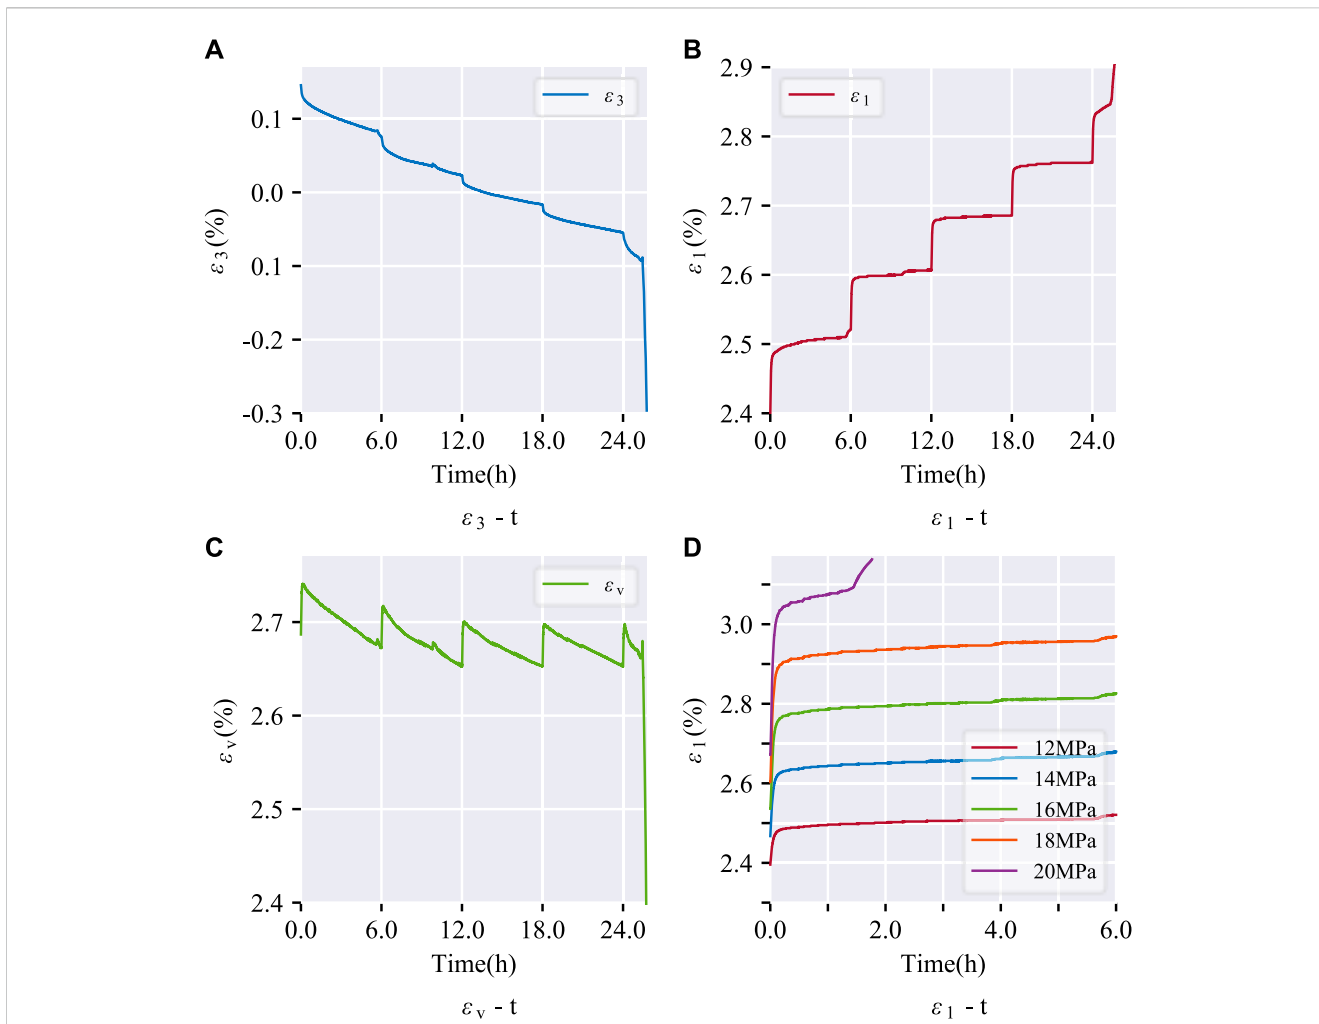 A
ε3
0.1
0.0
0.1
-0.2
-0.3
ε3(%)
0.0 6.0 12.0 18.0 24.0
Time(h)
ε3 - t
B
ε1
2.9
2.8
2.7
2.6
2.5
2.4
ε1(%)
0.0 6.0 12.0 18.0 24.0
Time(h)
ε1 - t
C
εv
2.7
2.6
2.5
2.4
εv(%)
0.0 6.0 12.0 18.0 24.0
Time(h)
εv - t
D
3.0
2.8
2.6
2.4
ε1(%)
12MPa
14MPa
16MPa
18MPa
20MPa
0.0 2.0 4.0 6.0
Time(h)
ε1 - t